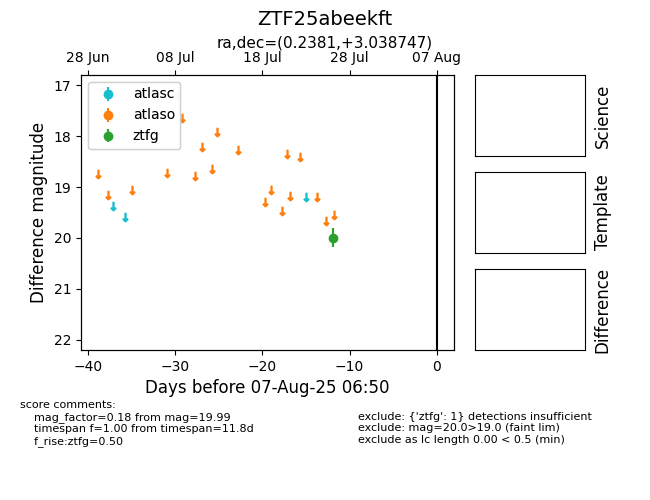 ZTF25abeekft
ra,dec=(0.2381,+3.038747)
28 Jun 08 Jul 18 Jul 28 Jul 07 Aug
atlasc
atlaso
ztfg
17
18
19
20
21
22
Difference magnitude
−40 −30 −20 −10 0
Days before 07-Aug-25 06:50
Science
Template
Difference
score comments:
mag_factor=0.18 from mag=19.99
timespan f=1.00 from timespan=11.8d
f_rise:ztfg=0.50
exclude: {'ztfg': 1} detections insufficient
exclude: mag=20.0>19.0 (faint lim)
exclude as lc length 0.00 < 0.5 (min)